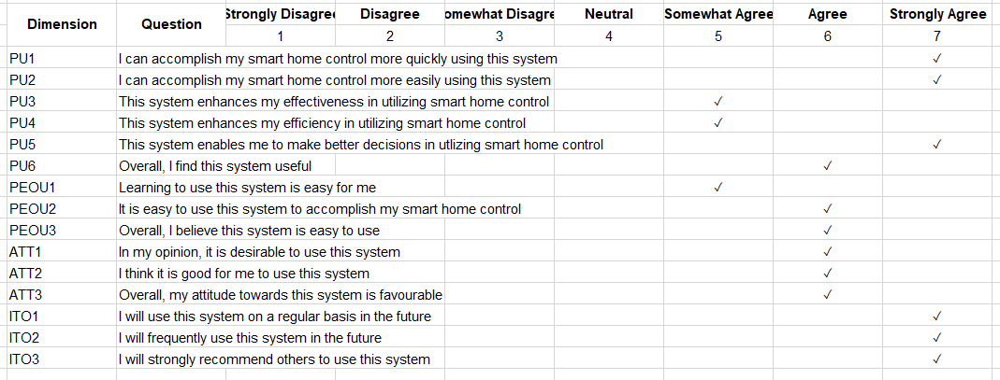 Dimension Question Strongly Disagree Disagree omewhat Disagre Neutral Somewhat Agree Agree Strongly Agree
1 2 3 4 5 6 7
PU1 I can accomplish my smart home control more quickly using this system ✓
PU2 I can accomplish my smart home control more easily using this system ✓
PU3 This system enhances my effectiveness in utilizing smart home control ✓
PU4 This system enhances my efficiency in utilizing smart home control ✓
PU5 This system enables me to make better decisions in utlizing smart home control ✓
PU6 Overall, I find this system useful ✓
PEOU1 Learning to use this system is easy for me ✓
PEOU2 It is easy to use this system to accomplish my smart home control ✓
PEOU3 Overall, I believe this system is easy to use ✓
ATT1 In my opinion, it is desirable to use this system ✓
ATT2 I think it is good for me to use this system ✓
ATT3 Overall, my attitude towards this system is favourable ✓
ITO1 I will use this system on a regular basis in the future ✓
ITO2 I will frequently use this system in the future ✓
ITO3 I will strongly recommend others to use this system ✓